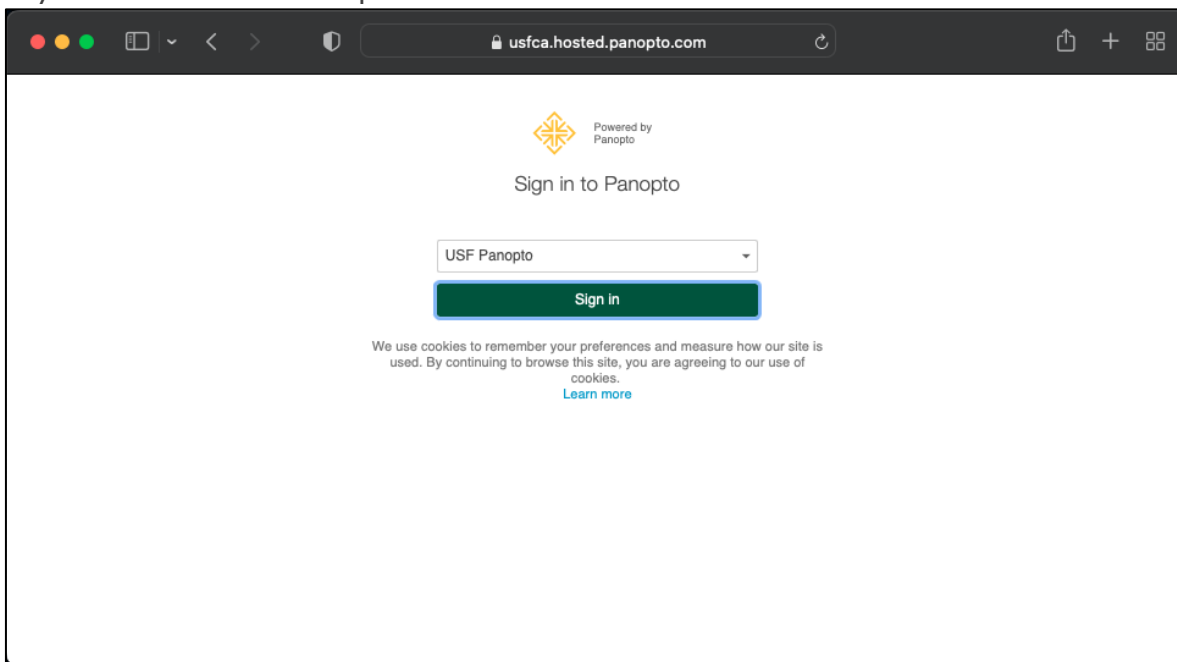 usfca.hosted.panopto.com
Powered by
Panopto
Sign in to Panopto
USF Panopto
Sign in
We use cookies to remember your preferences and measure how our site is
used. By continuing to browse this site, you are agreeing to our use of
cookies.
Learn more